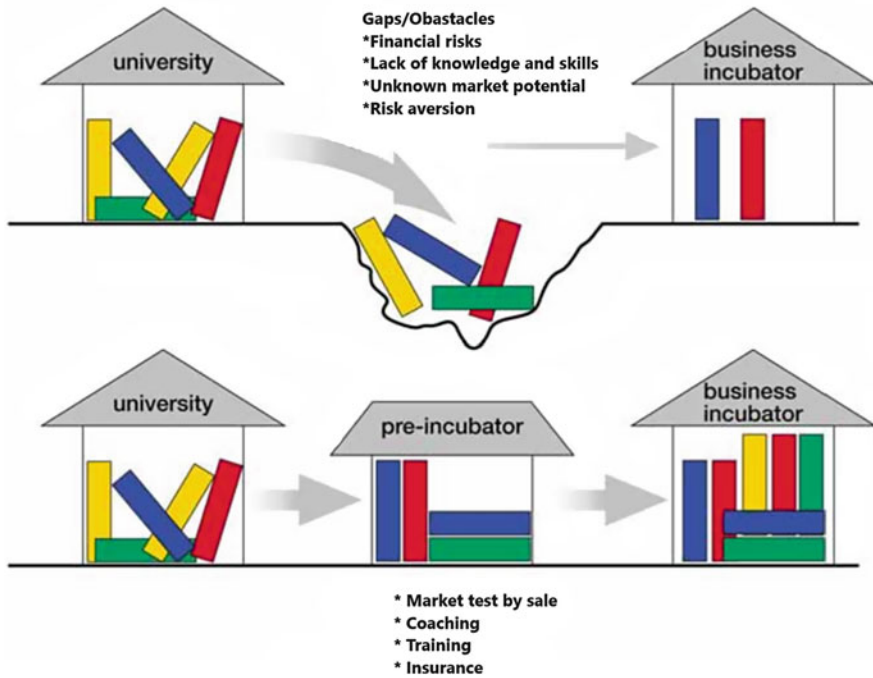 university
Gaps/Obastacles
*Financial risks
*Lack of knowledge and skills
*Unknown market potential
*Risk aversion
business
incubator
university
pre-incubator
business
incubator
* Market test by sale
* Coaching
* Training
* Insurance